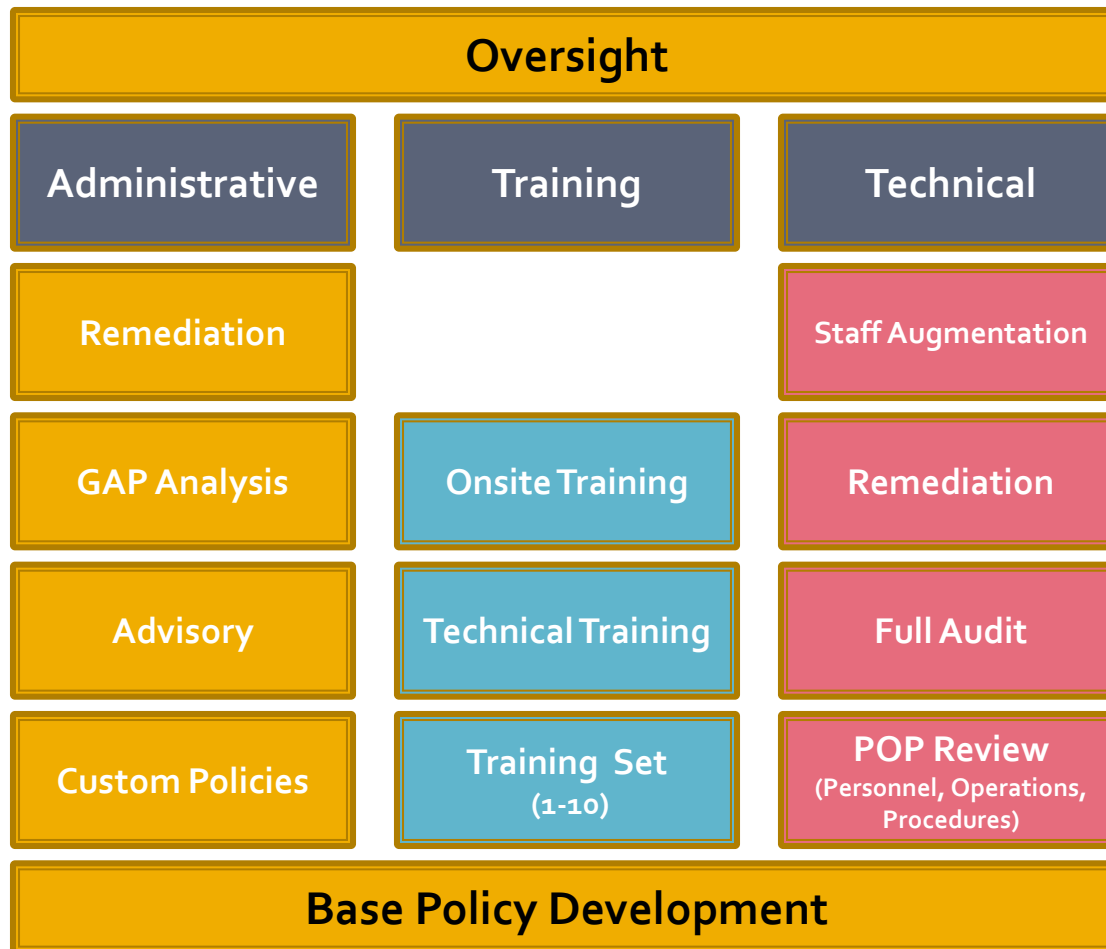 Oversight
Administrative
Training
Technical
Remediation
Staff Augmentation
GAP Analysis
Onsite Training
Remediation
Advisory
Technical Training
Full Audit
Custom Policies
Training Set
(1-10)
POP Review
(Personnel, Operations,
Procedures)
Base Policy Development